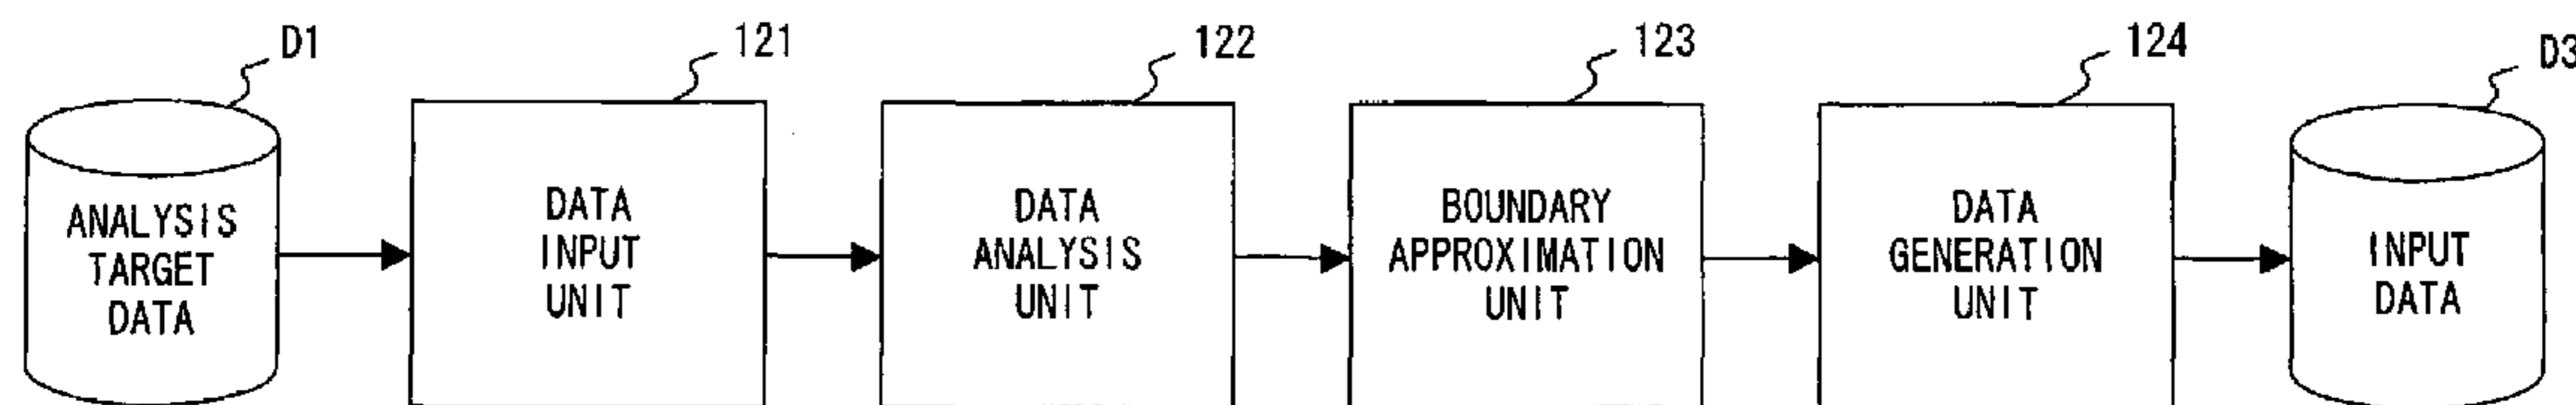 D1
121
122
123
124
D3
ANALYSIS
TARGET
DATA
DATA
INPUT
UNIT
DATA
ANALYSIS
UNIT
BOUNDARY
APPROXIMATION
UNIT
DATA
GENERATION
UNIT
INPUT
DATA